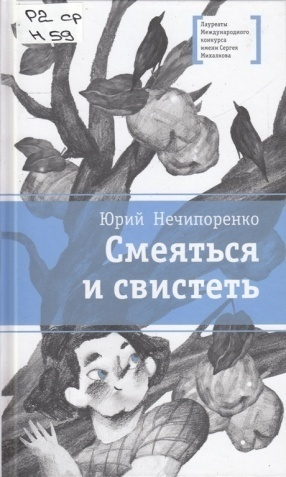 Р2 ср
Н 59
Лауреаты
Международного
конкурса
имени Сергея
Михалкова
Юрий Нечипоренко
Смеяться
и свистеть